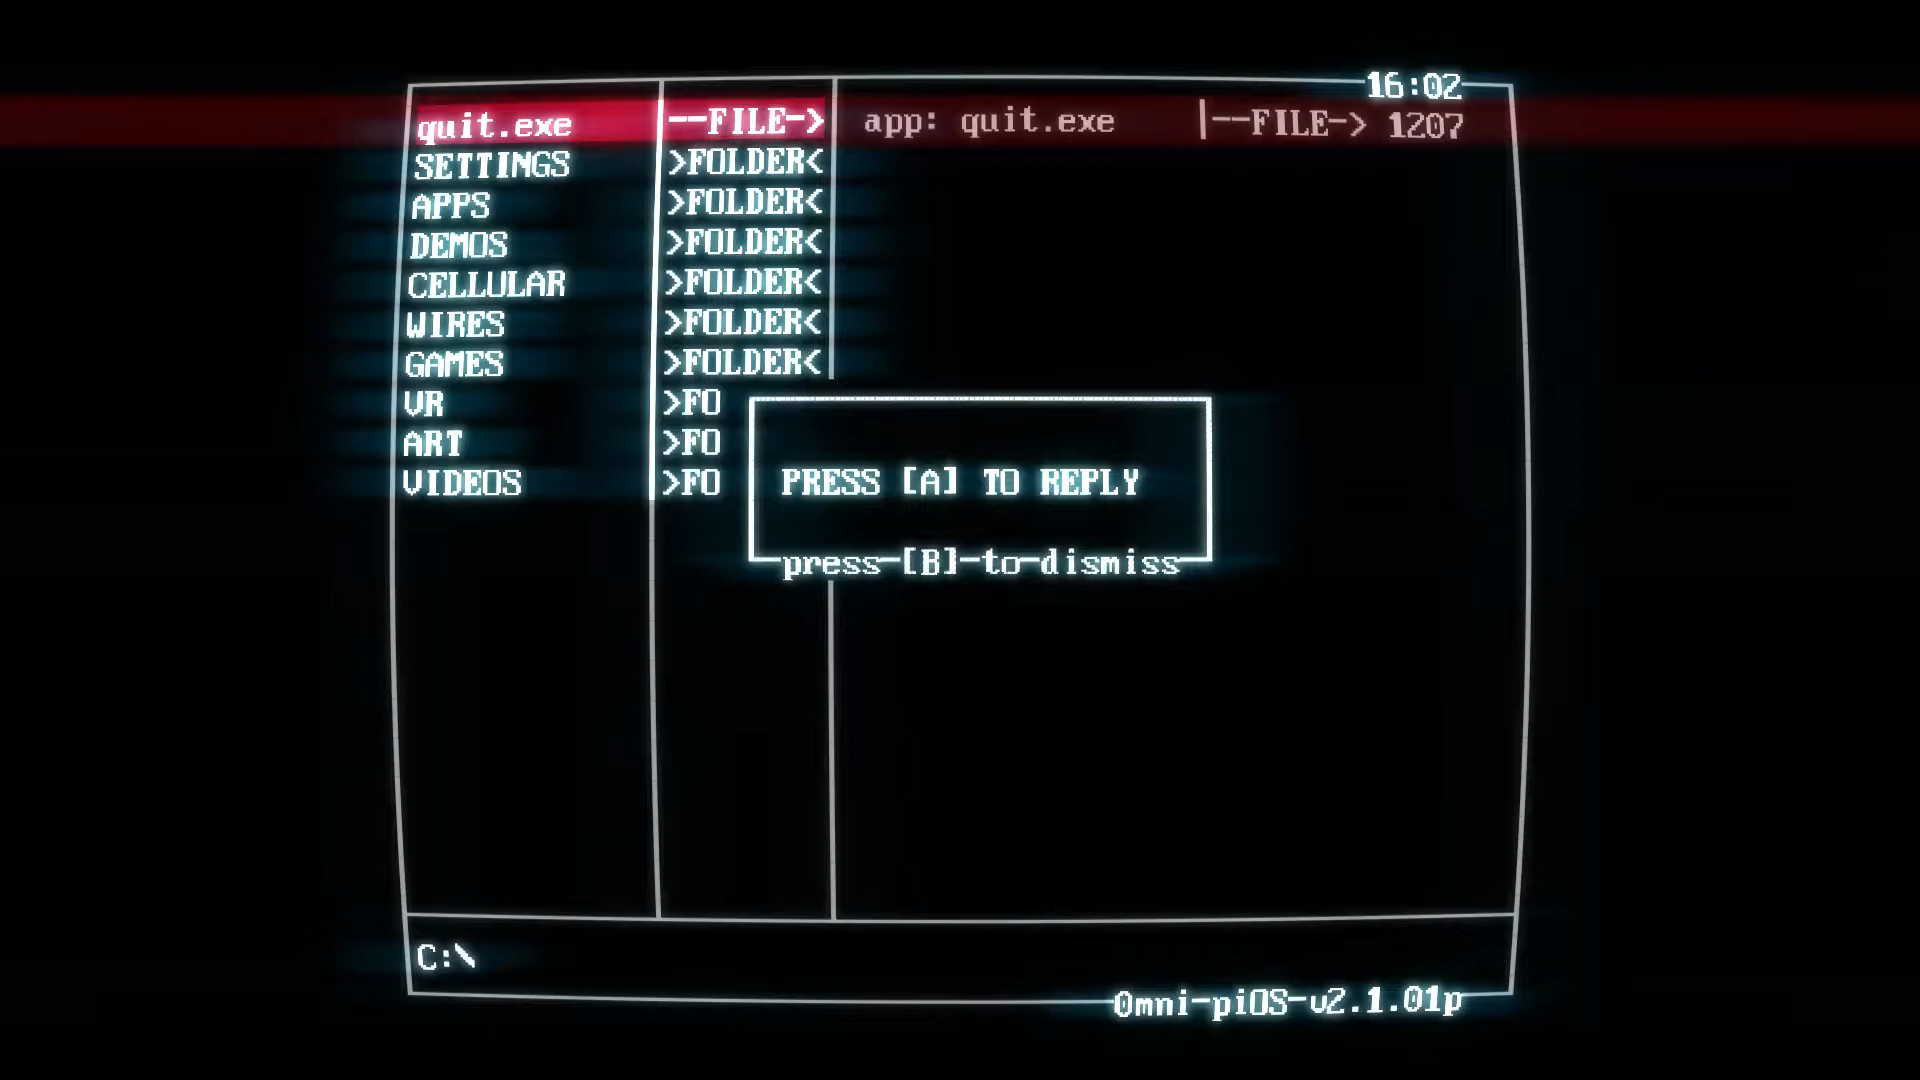 16:02
quit.exe --FILE-> app: quit.exe |--FILE-> 1207
SETTINGS >FOLDER<
APPS >FOLDER<
DEMOS >FOLDER<
CELLULAR >FOLDER<
WIRES >FOLDER<
GAMES >FOLDER<
VR >FO
ART >FO
VIDEOS >FO
PRESS [A] TO REPLY
press-[B]-to-dismiss
C:\
0mni-piOS-v2.1.01p